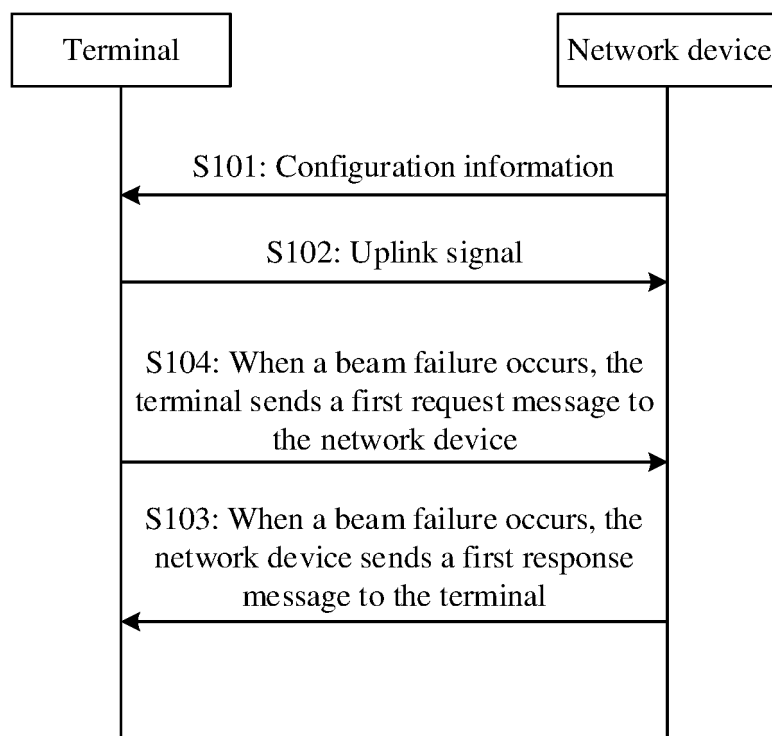 Terminal
Network device
S101: Configuration information
S102: Uplink signal
S104: When a beam failure occurs, the
terminal sends a first request message to
the network device
S103: When a beam failure occurs, the
network device sends a first response
message to the terminal